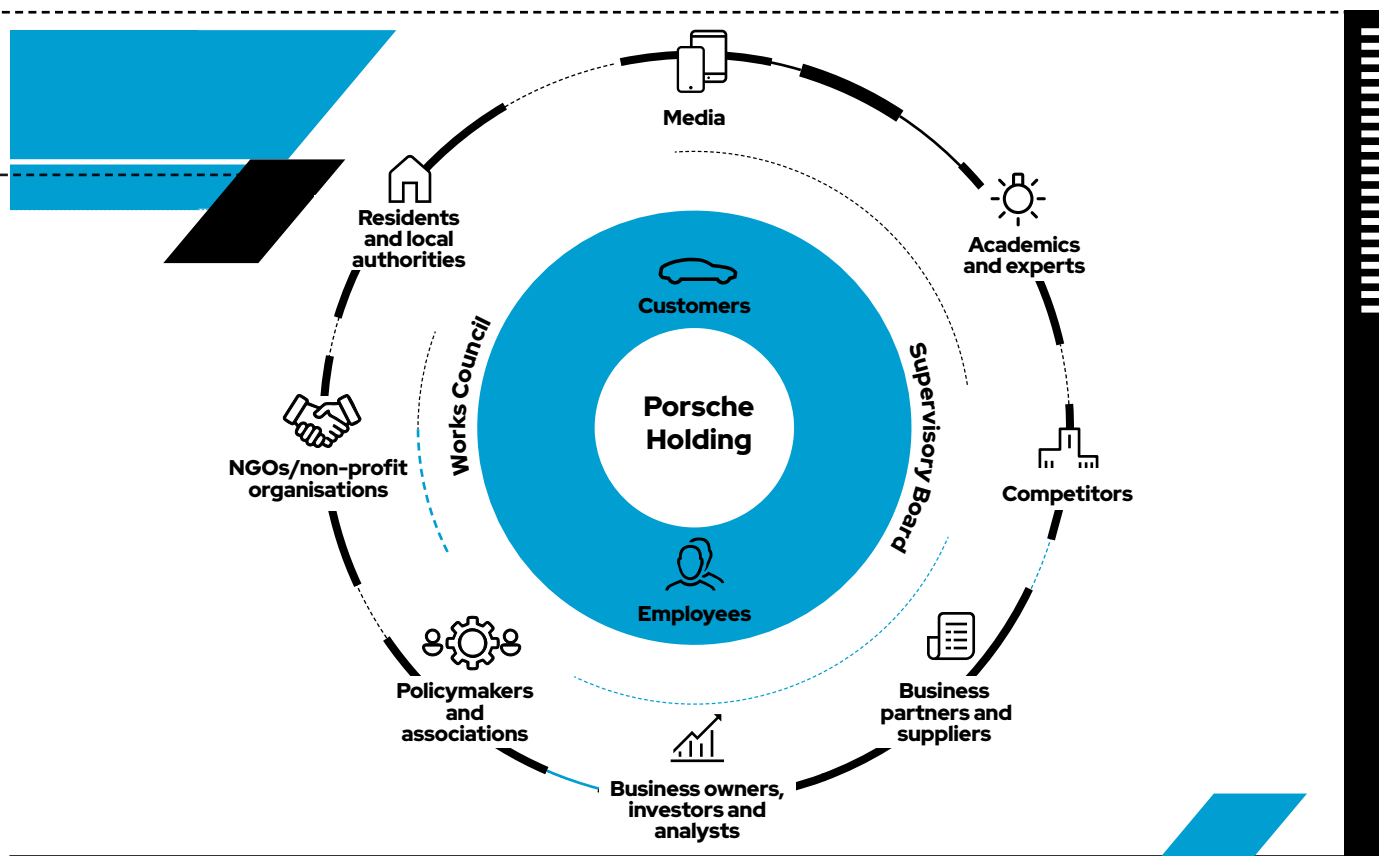 Media
Residents
and local
authorities
Academics
and experts
Customers
Works Council
Supervisory Board
Porsche
Holding
NGOs/non-profit
organisations
Competitors
Employees
Policymakers
and
associations
Business
partners and
suppliers
Business owners,
investors and
analysts